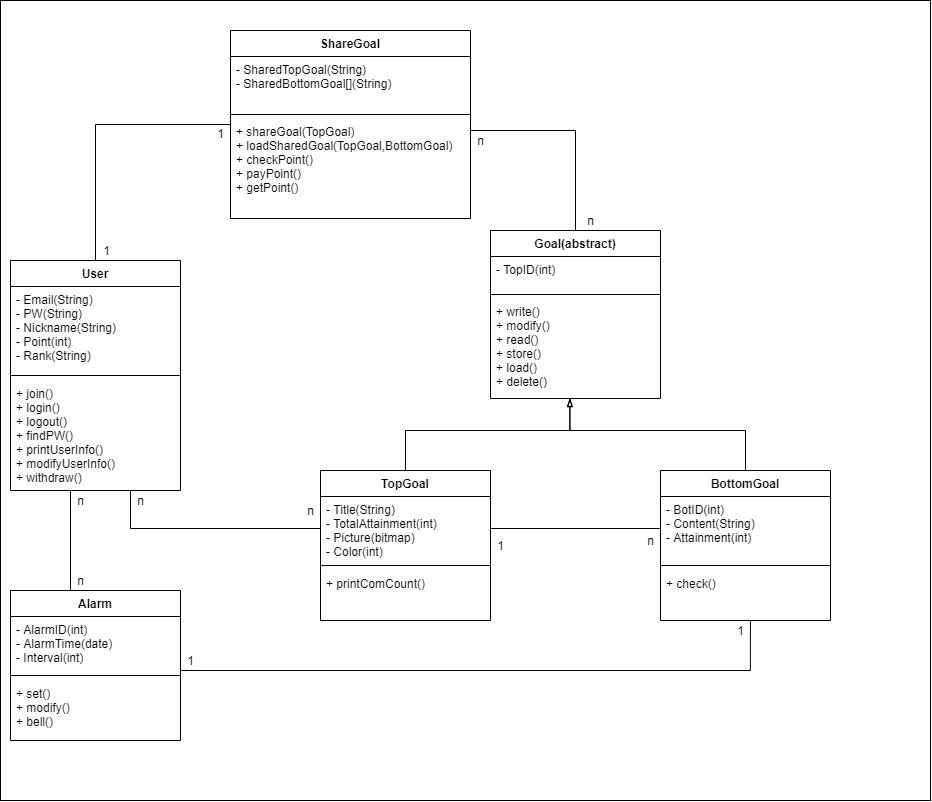 ShareGoal
- SharedTopGoal(String)
- SharedBottomGoal[](String)
+ shareGoal(TopGoal)
+ loadSharedGoal(TopGoal,BottomGoal)
+ checkPoint()
+ payPoint()
+ getPoint()
1
n
1
n
User
- Email(String)
- PW(String)
- Nickname(String)
- Point(int)
- Rank(String)
+ join()
+ login()
+ logout()
+ findPW()
+ printUserInfo()
+ modifyUserInfo()
+ withdraw()
Goal(abstract)
- TopID(int)
+ write()
+ modify()
+ read()
+ store()
+ load()
+ delete()
n
n
n
n
TopGoal
- Title(String)
- TotalAttainment(int)
- Picture(bitmap)
- Color(int)
+ printComCount()
1
n
BottomGoal
- BotID(int)
- Content(String)
- Attainment(int)
+ check()
Alarm
- AlarmID(int)
- AlarmTime(date)
- Interval(int)
+ set()
+ modify()
+ bell()
1
1